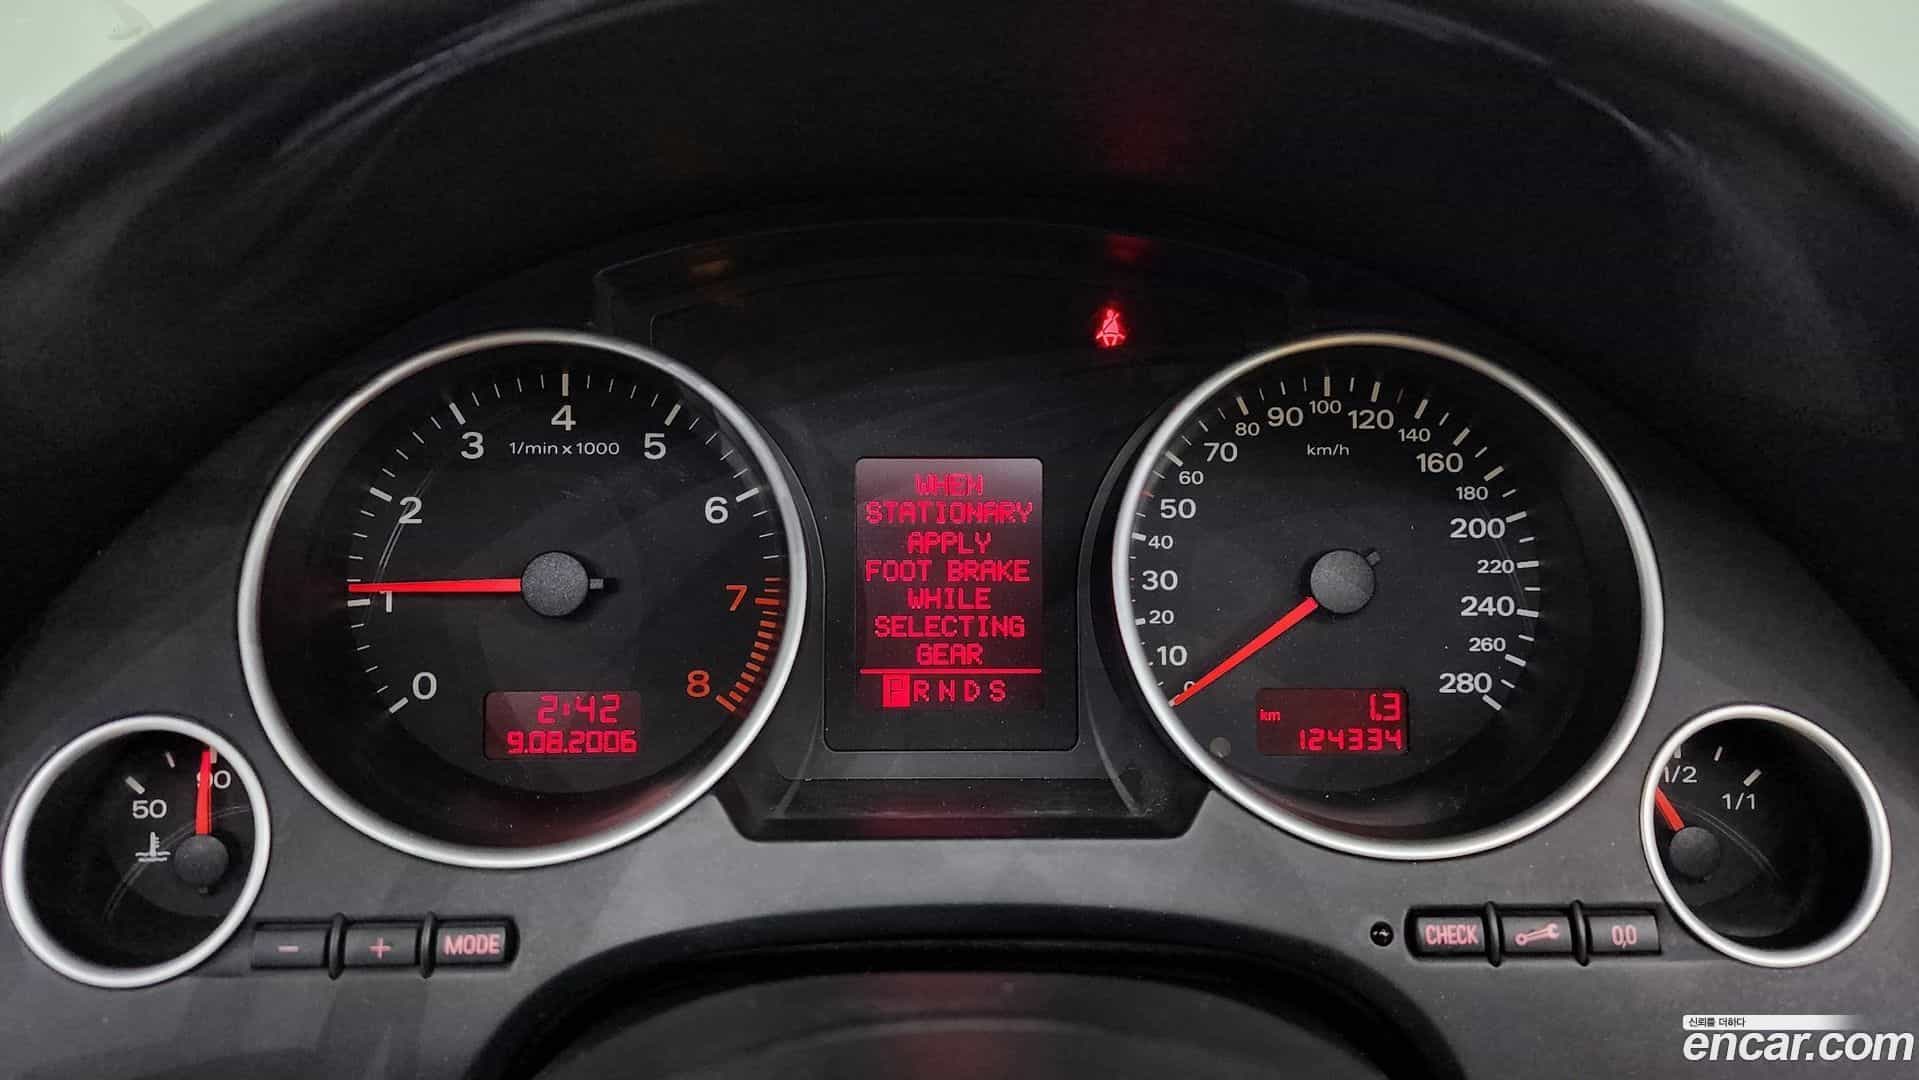 0
1
2
3
4
5
6
7
8
1/min x 1000
2:42
9.08.2006
WHEN
STATIONARY
APPLY
FOOT BRAKE
WHILE
SELECTING
GEAR
P R N D S
0
10
20
30
40
50
60
70
80
90
100
120
140
160
180
200
220
240
260
280
km/h
1.3
km
124334
50
90
1/2
1/1
- + MODE
CHECK
0,0
신뢰를 더하다
encar.com